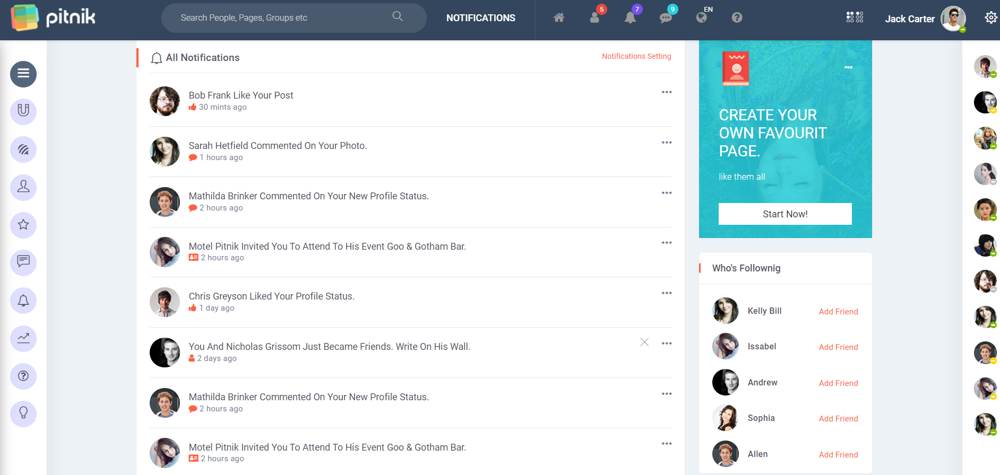 pitnik
Search People, Pages, Groups etc
NOTIFICATIONS
5
7
9
EN
Jack Carter
All Notifications
Notifications Setting
Bob Frank Like Your Post
30 mints ago
Sarah Hetfield Commented On Your Photo.
1 hours ago
Mathilda Brinker Commented On Your New Profile Status.
2 hours ago
Motel Pitnik Invited You To Attend To His Event Goo & Gotham Bar.
2 hours ago
Chris Greyson Liked Your Profile Status.
1 day ago
You And Nicholas Grissom Just Became Friends. Write On His Wall.
2 days ago
Mathilda Brinker Commented On Your New Profile Status.
2 hours ago
Motel Pitnik Invited You To Attend To His Event Goo & Gotham Bar.
2 hours ago
CREATE YOUR
OWN FAVOURIT
PAGE.
like them all
Start Now!
Who's Follownig
Kelly Bill
Add Friend
Issabel
Add Friend
Andrew
Add Friend
Sophia
Add Friend
Allen
Add Friend